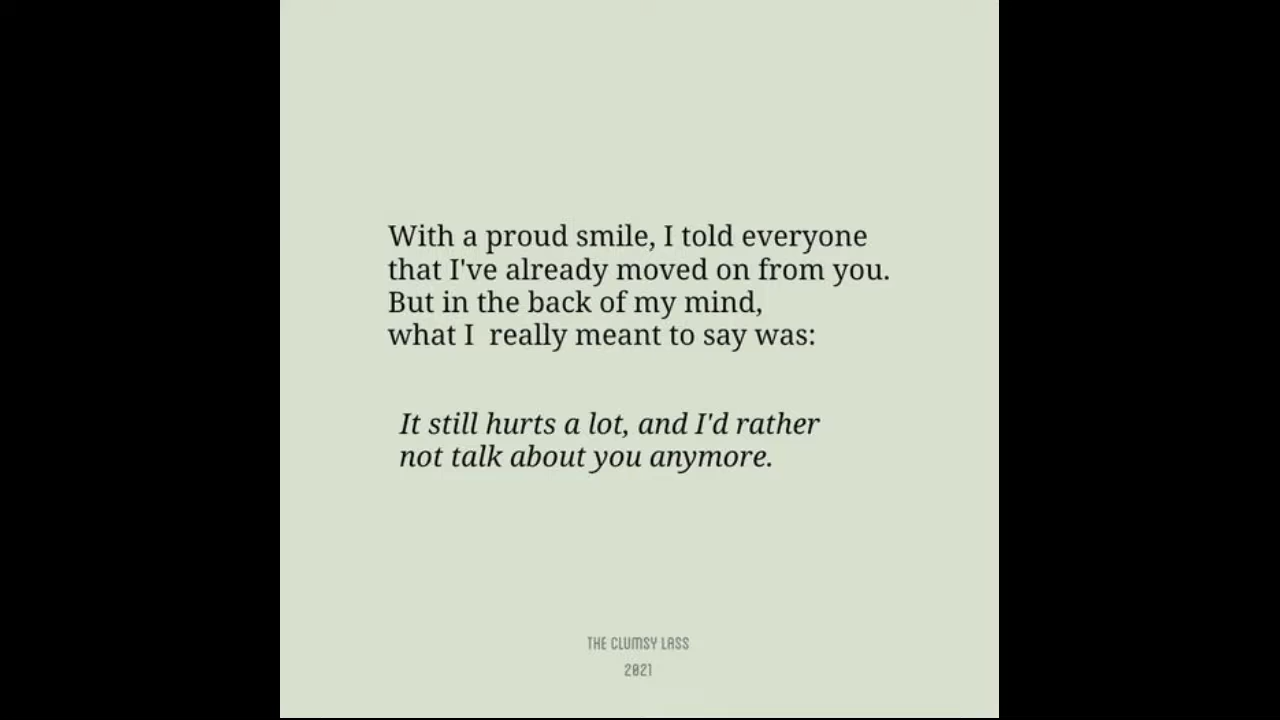 With a proud smile, I told everyone
that I've already moved on from you.
But in the back of my mind,
what I  really meant to say was:
It still hurts a lot, and I'd rather
not talk about you anymore.
THE CLUMSY LASS
2021